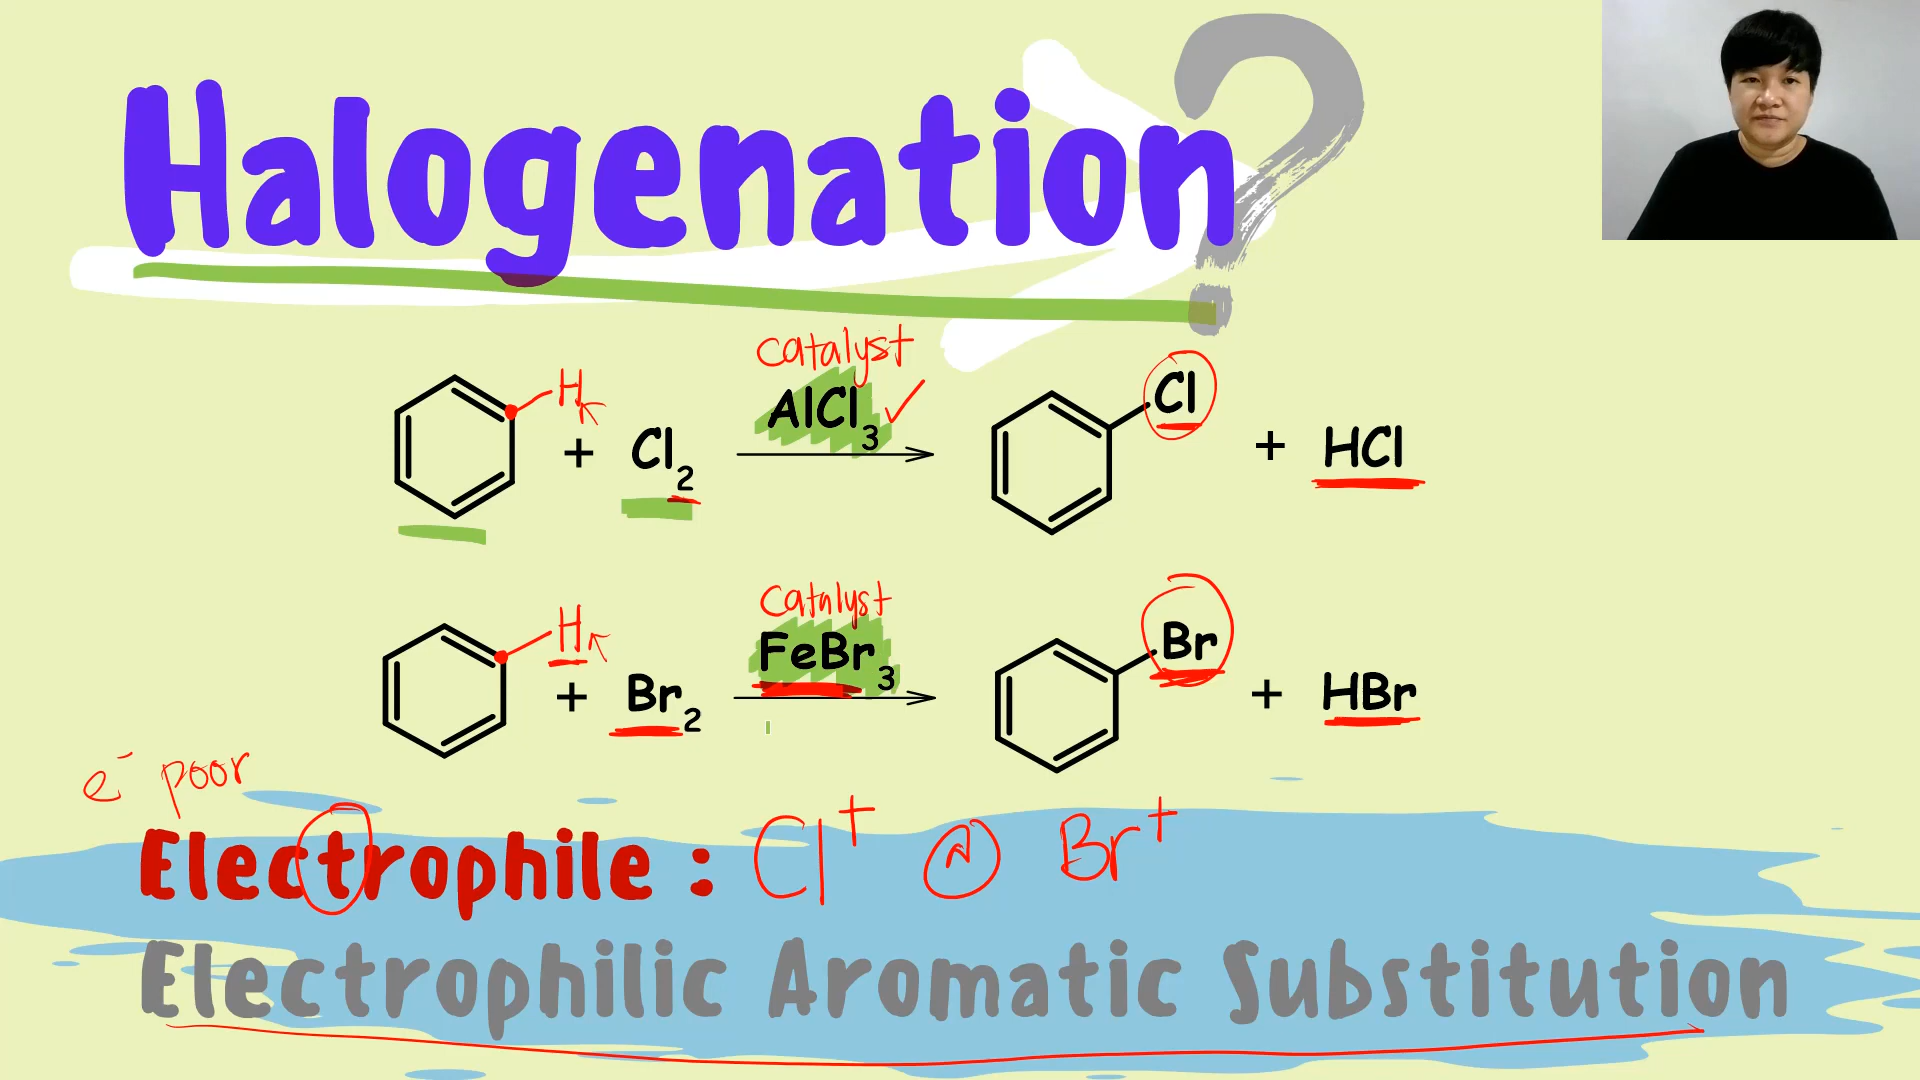 Halogenation?
catalyst
H + Cl₂ AlCl₃ Cl + HCl
catalyst
H + Br₂ FeBr₃ Br + HBr
e⁻ poor
Electrophile : Cl⁺ @ Br⁺
Electrophilic Aromatic Substitution